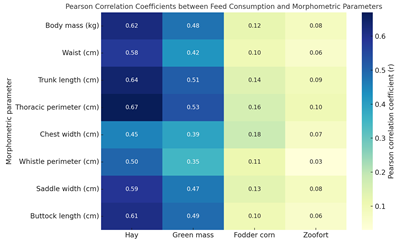 Pearson Correlation Coefficients between Feed Consumption and Morphometric Parameters
Morphometric parameter
Body mass (kg) 0.62 0.48 0.12 0.08
Waist (cm) 0.58 0.42 0.10 0.06
Trunk length (cm) 0.64 0.51 0.14 0.09
Thoracic perimeter (cm) 0.67 0.53 0.16 0.10
Chest width (cm) 0.45 0.39 0.18 0.07
Whistle perimeter (cm) 0.50 0.35 0.11 0.03
Saddle width (cm) 0.59 0.47 0.13 0.08
Buttock length (cm) 0.61 0.49 0.10 0.06
Hay Green mass Fodder corn Zoofort
0.6
0.5
0.4
0.3
0.2
0.1
Pearson correlation coefficient (r)